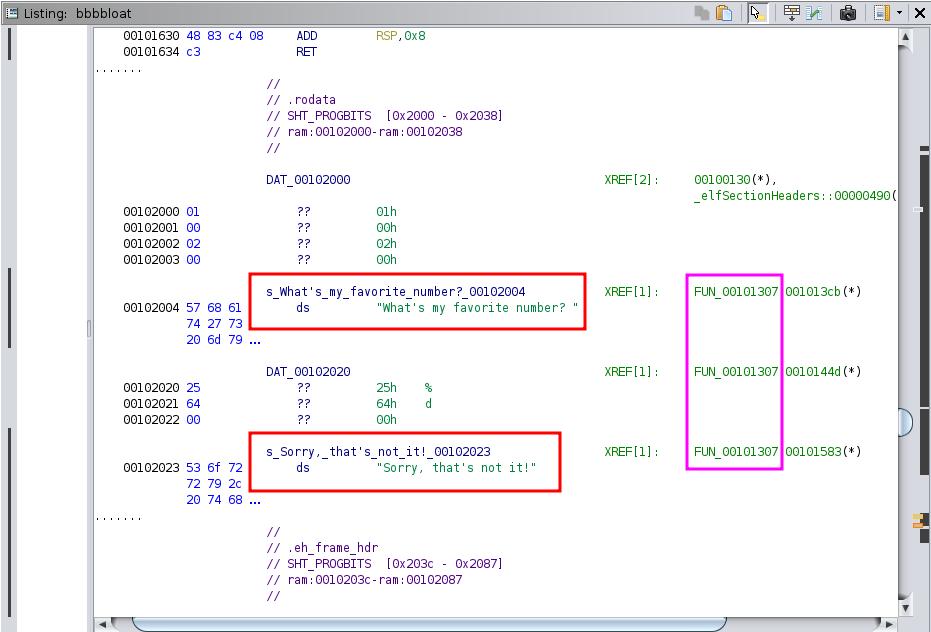 Listing: bbbbloat
00101630 48 83 c4 08 ADD RSP,0x8
00101634 c3 RET
.......
//
// .rodata
// SHT_PROGBITS [0x2000 - 0x2038]
// ram:00102000-ram:00102038
//
DAT_00102000 XREF[2]: 00100130(*),
_elfSectionHeaders::00000490(
00102000 01 ?? 01h
00102001 00 ?? 00h
00102002 02 ?? 02h
00102003 00 ?? 00h
s_What's_my_favorite_number?_00102004 XREF[1]: FUN_00101307 001013cb(*)
00102004 57 68 61 ds "What's my favorite number? "
74 27 73
20 6d 79 ...
DAT_00102020 XREF[1]: FUN_00101307 0010144d(*)
00102020 25 ?? 25h %
00102021 64 ?? 64h d
00102022 00 ?? 00h
s_Sorry,_that's_not_it!_00102023 XREF[1]: FUN_00101307 00101583(*)
00102023 53 6f 72 ds "Sorry, that's not it!"
72 79 2c
20 74 68 ...
.......
//
// .eh_frame_hdr
// SHT_PROGBITS [0x203c - 0x2087]
// ram:0010203c-ram:00102087
//